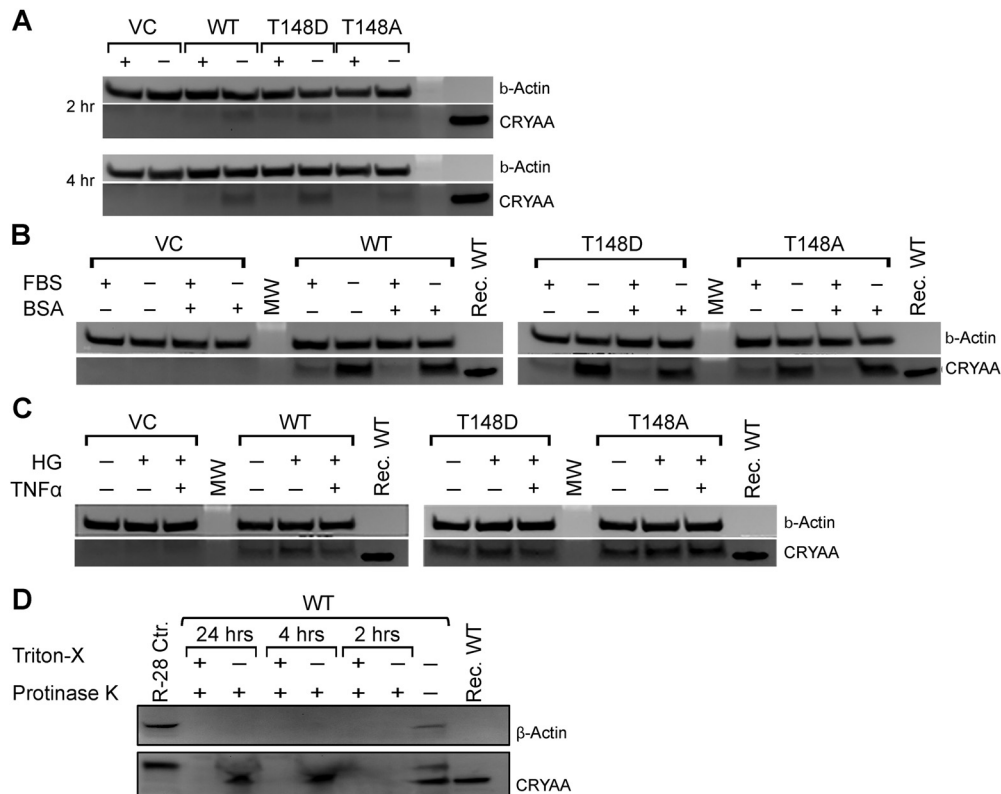 A
VC WT T148D T148A
+ – + – + – + –
2 hr
b-Actin
CRYAA
4 hr
b-Actin
CRYAA
B
VC MW WT Rec. WT T148D MW T148A Rec. WT
FBS + – + – + – + – + – + – + – + –
BSA – – + + – – + + – – + + – – + +
b-Actin
CRYAA
C
VC MW WT Rec. WT T148D MW T148A Rec. WT
HG – + + – + + – + + – + +
TNFα – – + – – + – – + – – +
b-Actin
CRYAA
D
WT
R-28 Ctr. 24 hrs 4 hrs 2 hrs Rec. WT
Triton-X + – + – + – –
Protinase K + + + + + + –
β-Actin
CRYAA